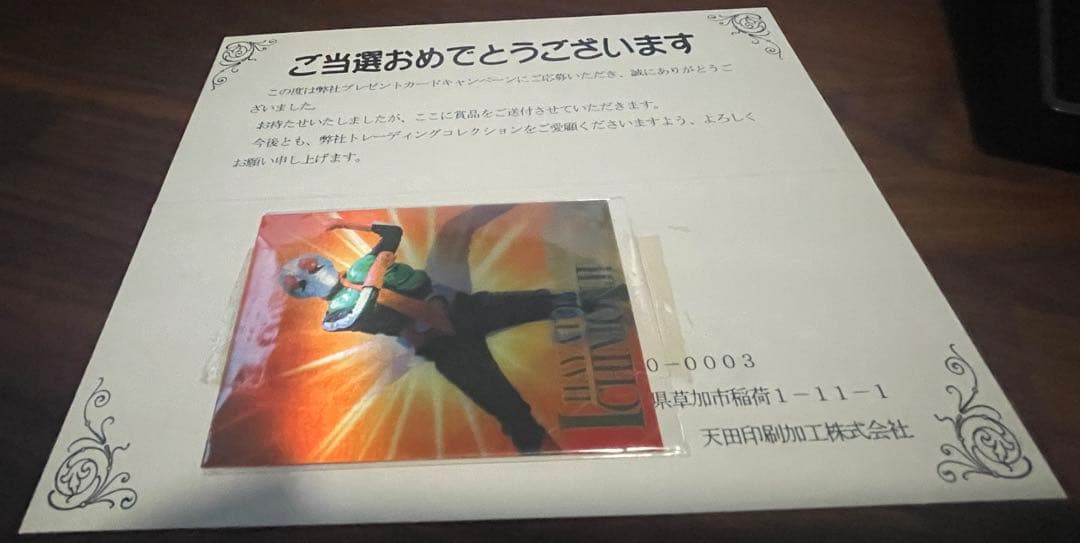 ご当選おめでとうございます
この度は弊社プレゼントカードキャンペーンにご応募いただき、誠にありがとうご
ざいました。
お待たせいたしましたが、ここに賞品をご送付させていただきます。
今後とも、弊社トレーディングコレクションをご愛顧くださいますよう、よろしく
お願い申し上げます。
HAYATO
ICHIMONJI
０－０００３
県草加市稲荷１－１１－１
天田印刷加工株式会社